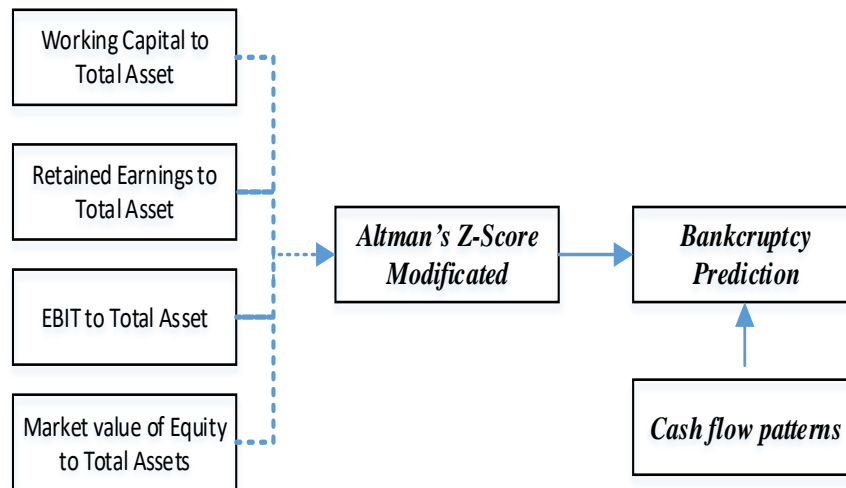 Working Capital to
Total Asset
Retained Earnings to
Total Asset
EBIT to Total Asset
Market value of Equity
to Total Assets
Altman's Z-Score
Modificated
Bankcruptcy
Prediction
Cash flow patterns